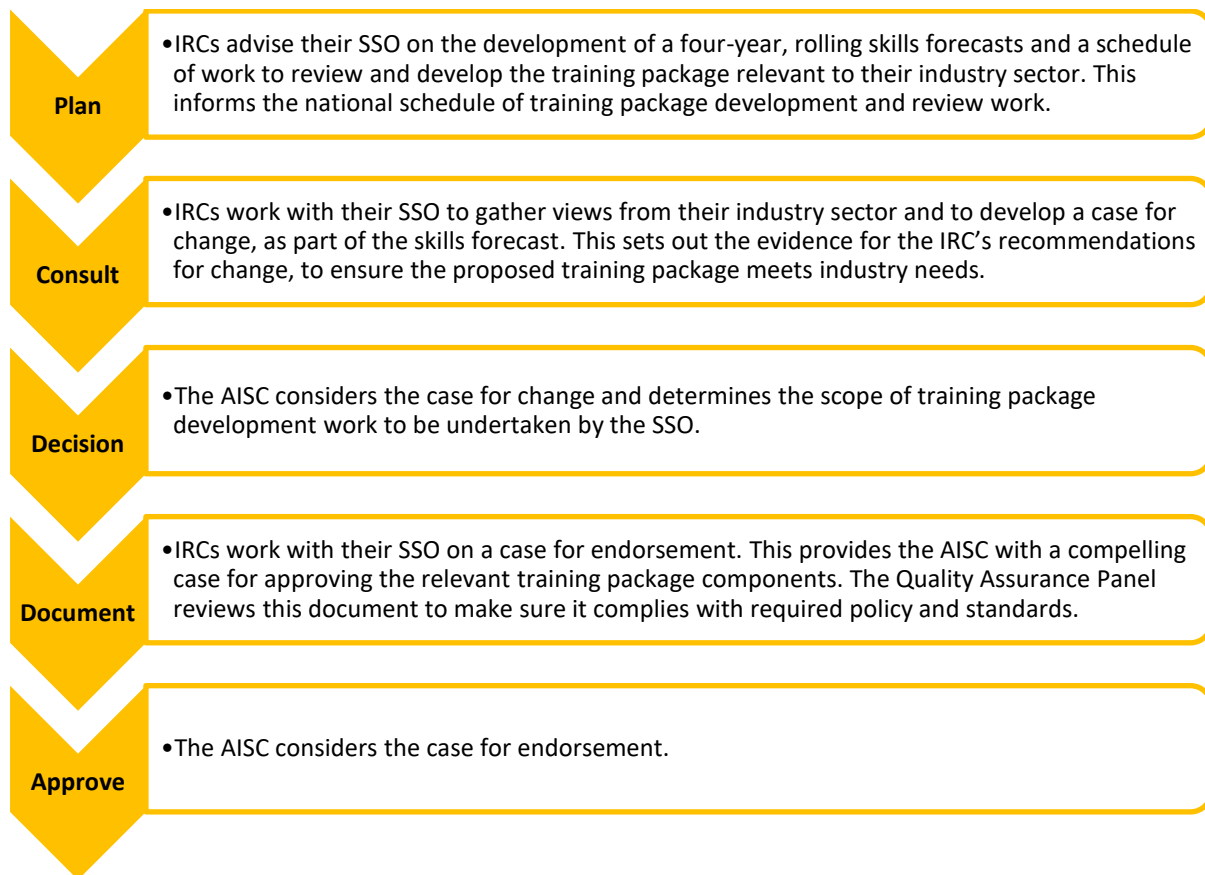 Plan
•IRCs advise their SSO on the development of a four-year, rolling skills forecasts and a schedule
of work to review and develop the training package relevant to their industry sector. This
informs the national schedule of training package development and review work.
Consult
•IRCs work with their SSO to gather views from their industry sector and to develop a case for
change, as part of the skills forecast. This sets out the evidence for the IRC’s recommendations
for change, to ensure the proposed training package meets industry needs.
Decision
•The AISC considers the case for change and determines the scope of training package
development work to be undertaken by the SSO.
Document
•IRCs work with their SSO on a case for endorsement. This provides the AISC with a compelling
case for approving the relevant training package components. The Quality Assurance Panel
reviews this document to make sure it complies with required policy and standards.
Approve
•The AISC considers the case for endorsement.